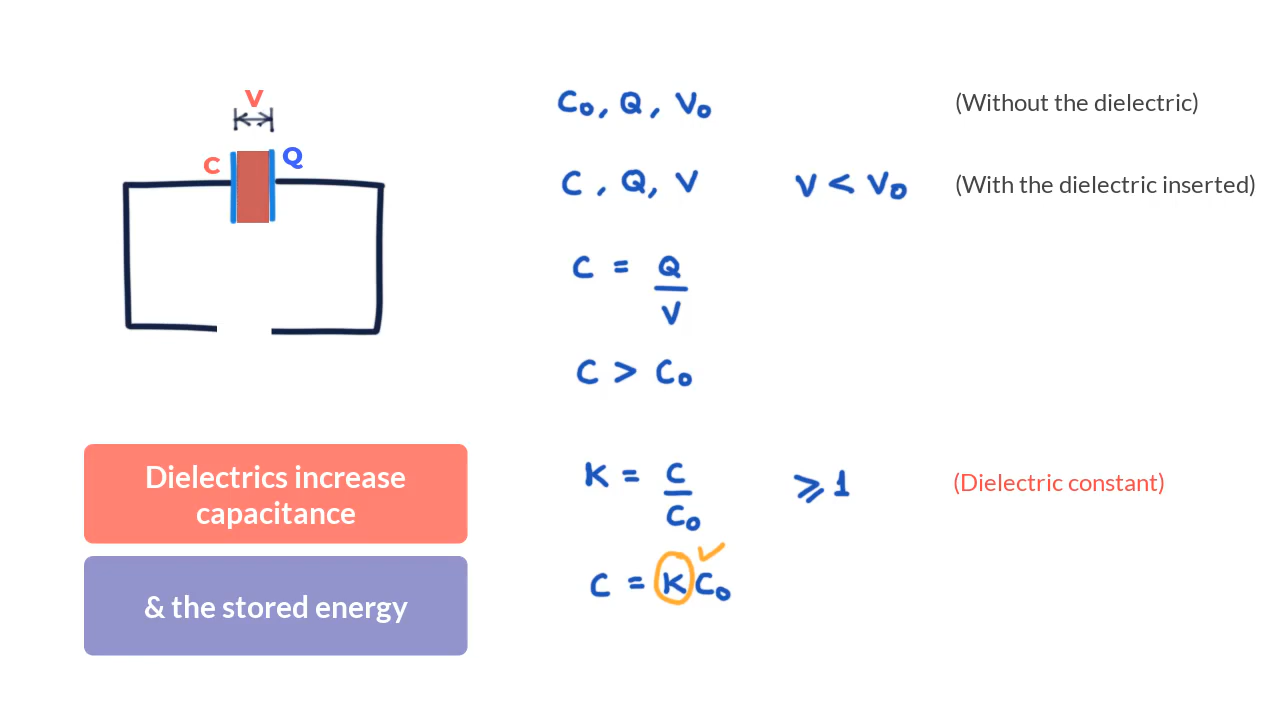 V
C
Q
C₀, Q, V₀
(Without the dielectric)
C, Q, V
V < V₀
(With the dielectric inserted)
C = Q/V
C > C₀
Dielectrics increase
capacitance
& the stored energy
K = C/C₀
⩾ 1
(Dielectric constant)
C = KC₀ ✓